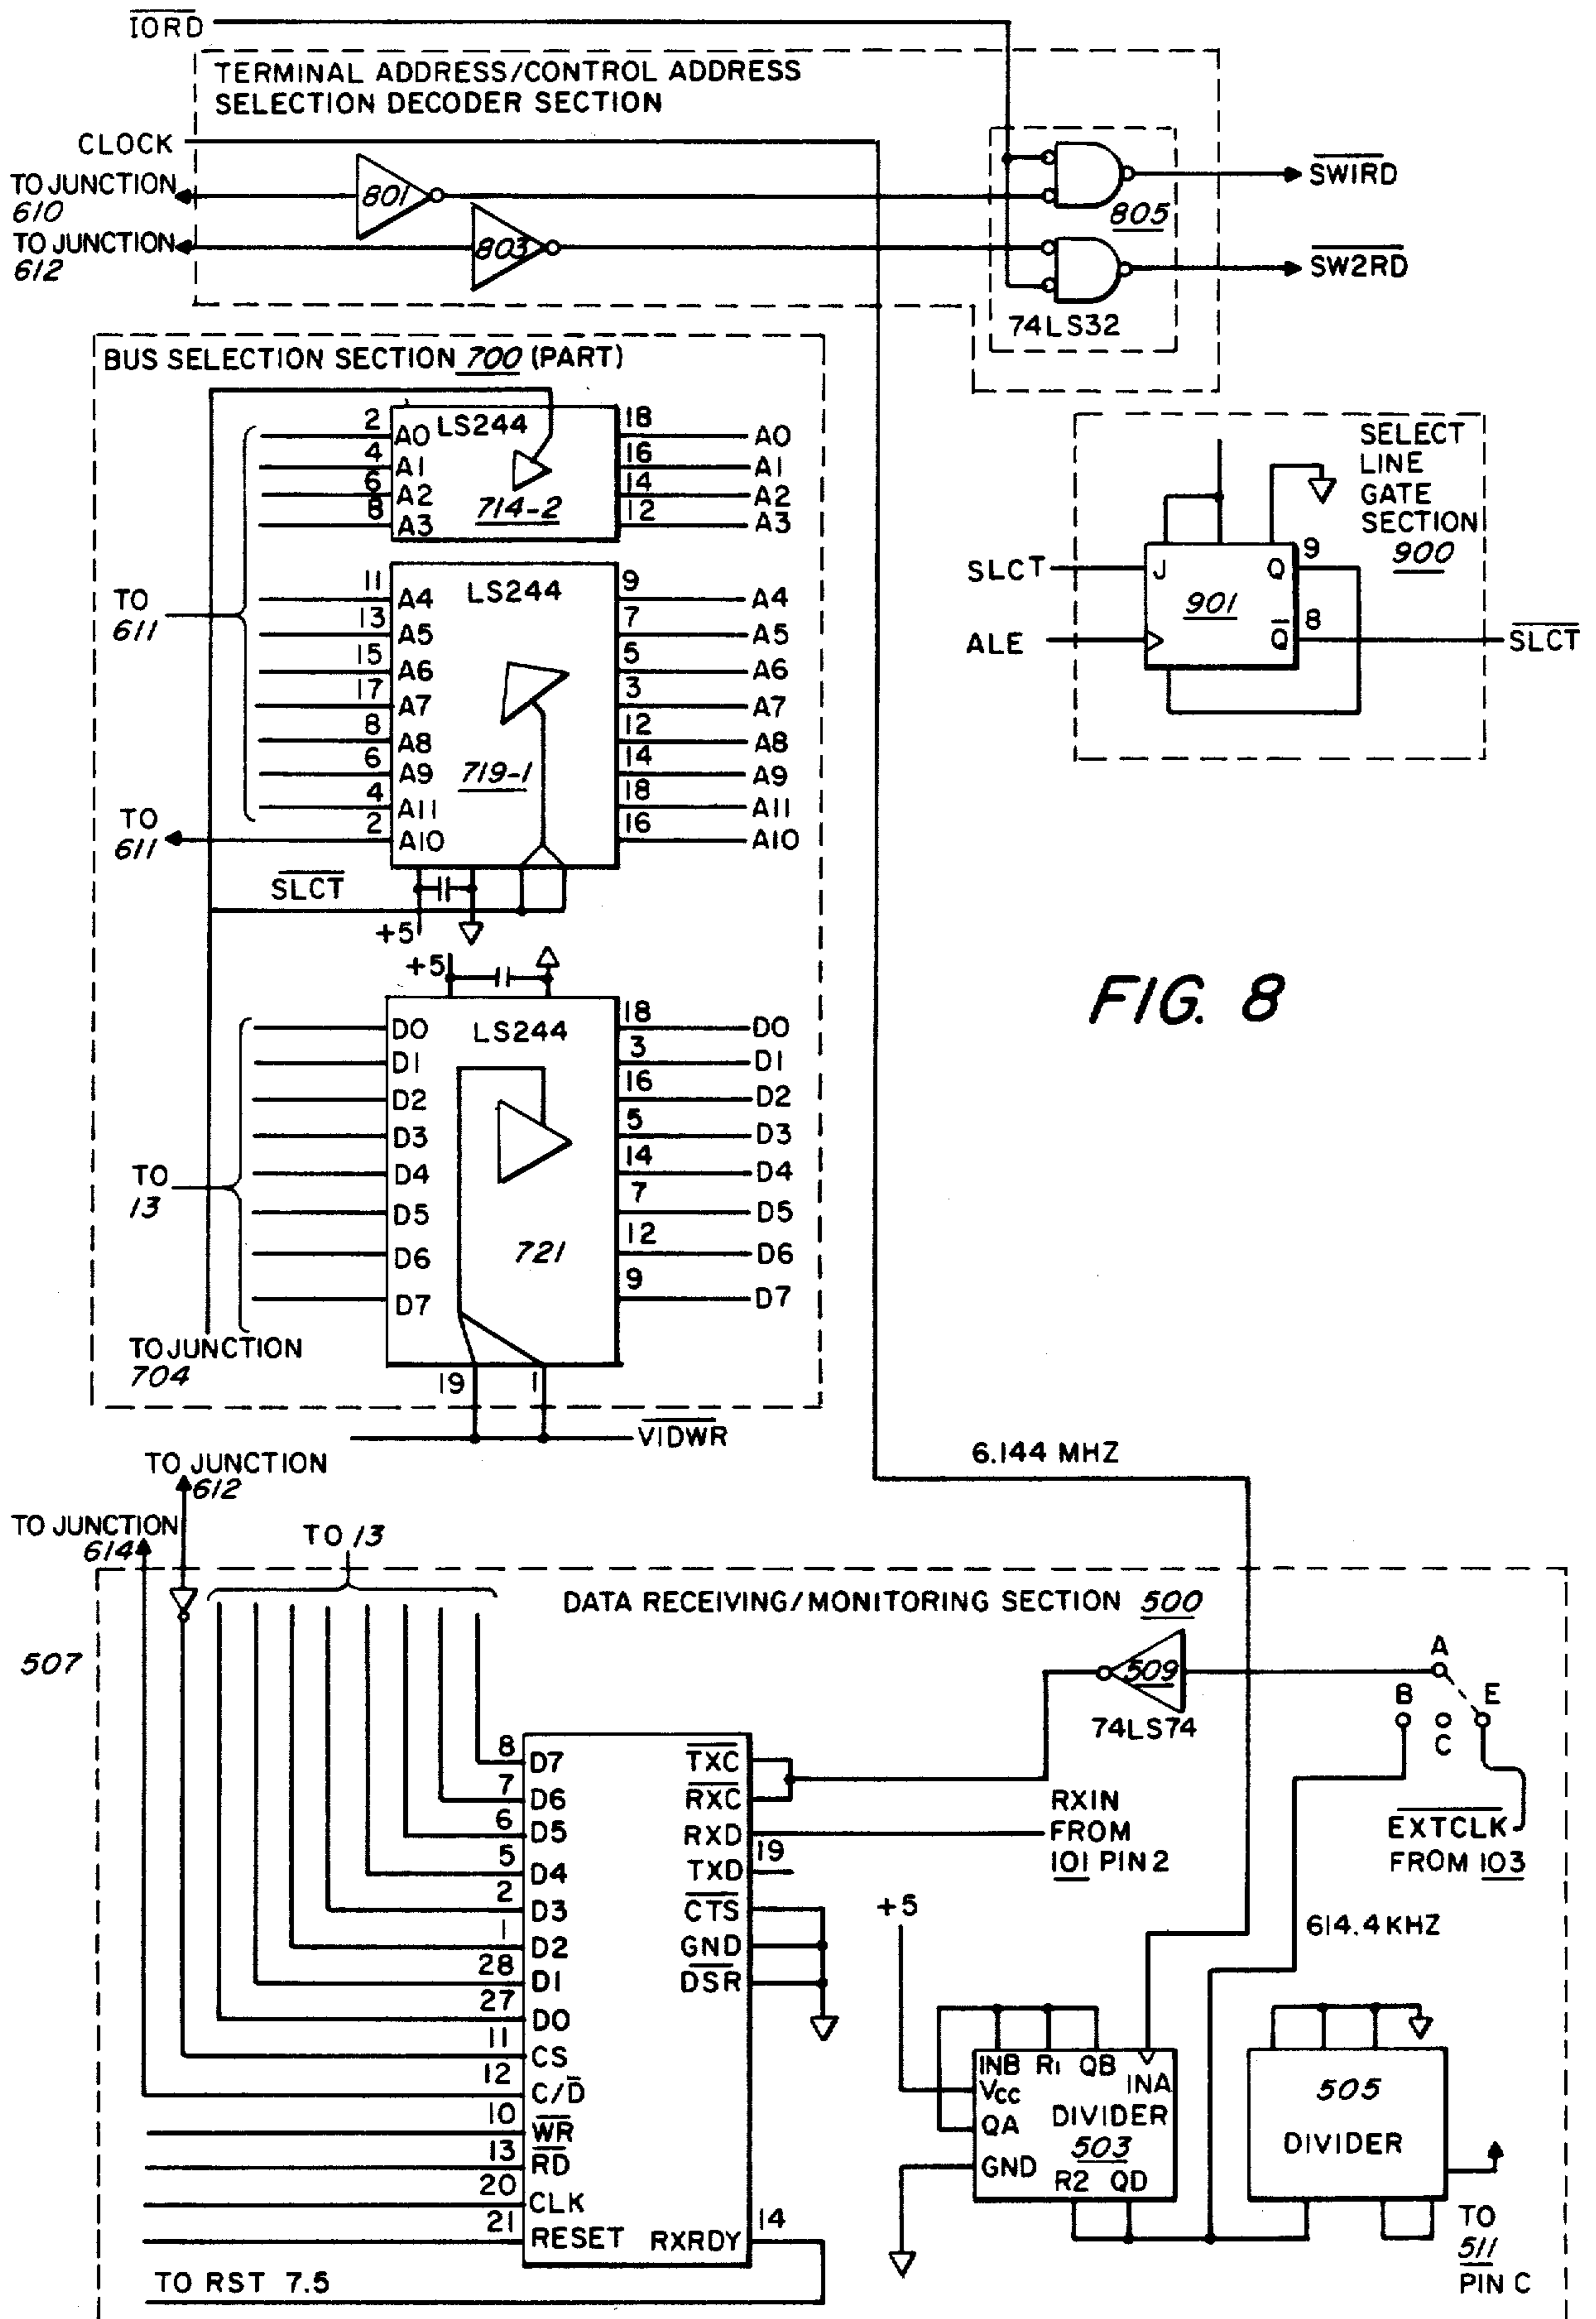 IORD
TERMINAL ADDRESS/CONTROL ADDRESS
SELECTION DECODER SECTION
CLOCK
TO JUNCTION
610
801
SW1RD
805
TO JUNCTION
612
803
SW2RD
74LS32
BUS SELECTION SECTION 700 (PART)
LS244
2 A0 18 A0
4 A1 16 A1
6 A2 14 A2
8 A3 12 A3
714-2
SELECT
LINE
GATE
SECTION
900
SLCT J Q 9
901
ALE Q 8 SLCT
LS244
11 A4 9 A4
13 A5 7 A5
15 A6 5 A6
17 A7 3 A7
8 A8 12 A8
6 A9 14 A9
4 A11 18 A11
2 A10 16 A10
719-1
TO
611
TO
611
SLCT
+5
+5
FIG. 8
LS244
D0 18 D0
D1 3 D1
D2 16 D2
D3 5 D3
D4 14 D4
D5 7 D5
D6 12 D6
D7 9 D7
721
TO
13
TO JUNCTION
704
19 1
VIDWR
6.144 MHZ
TO JUNCTION
612
TO JUNCTION
614
TO 13
DATA RECEIVING/MONITORING SECTION 500
507
509
74LS74
A
B
C
E
8 D7 TXC
7 D6 RXC
6 D5 RXD
5 D4 19 TXD
2 D3 CTS
1 D2 GND
28 D1 DSR
27 D0
11 CS
12 C/D
10 WR
13 RD
20 CLK
21 RESET RXRDY 14
RXIN
FROM
101 PIN 2
EXTCLK
FROM 103
+5
614.4 KHZ
INB R1 QB
INA
VCC
DIVIDER
QA
503
GND
R2 QD
505
DIVIDER
TO
511
PIN C
TO RST 7.5